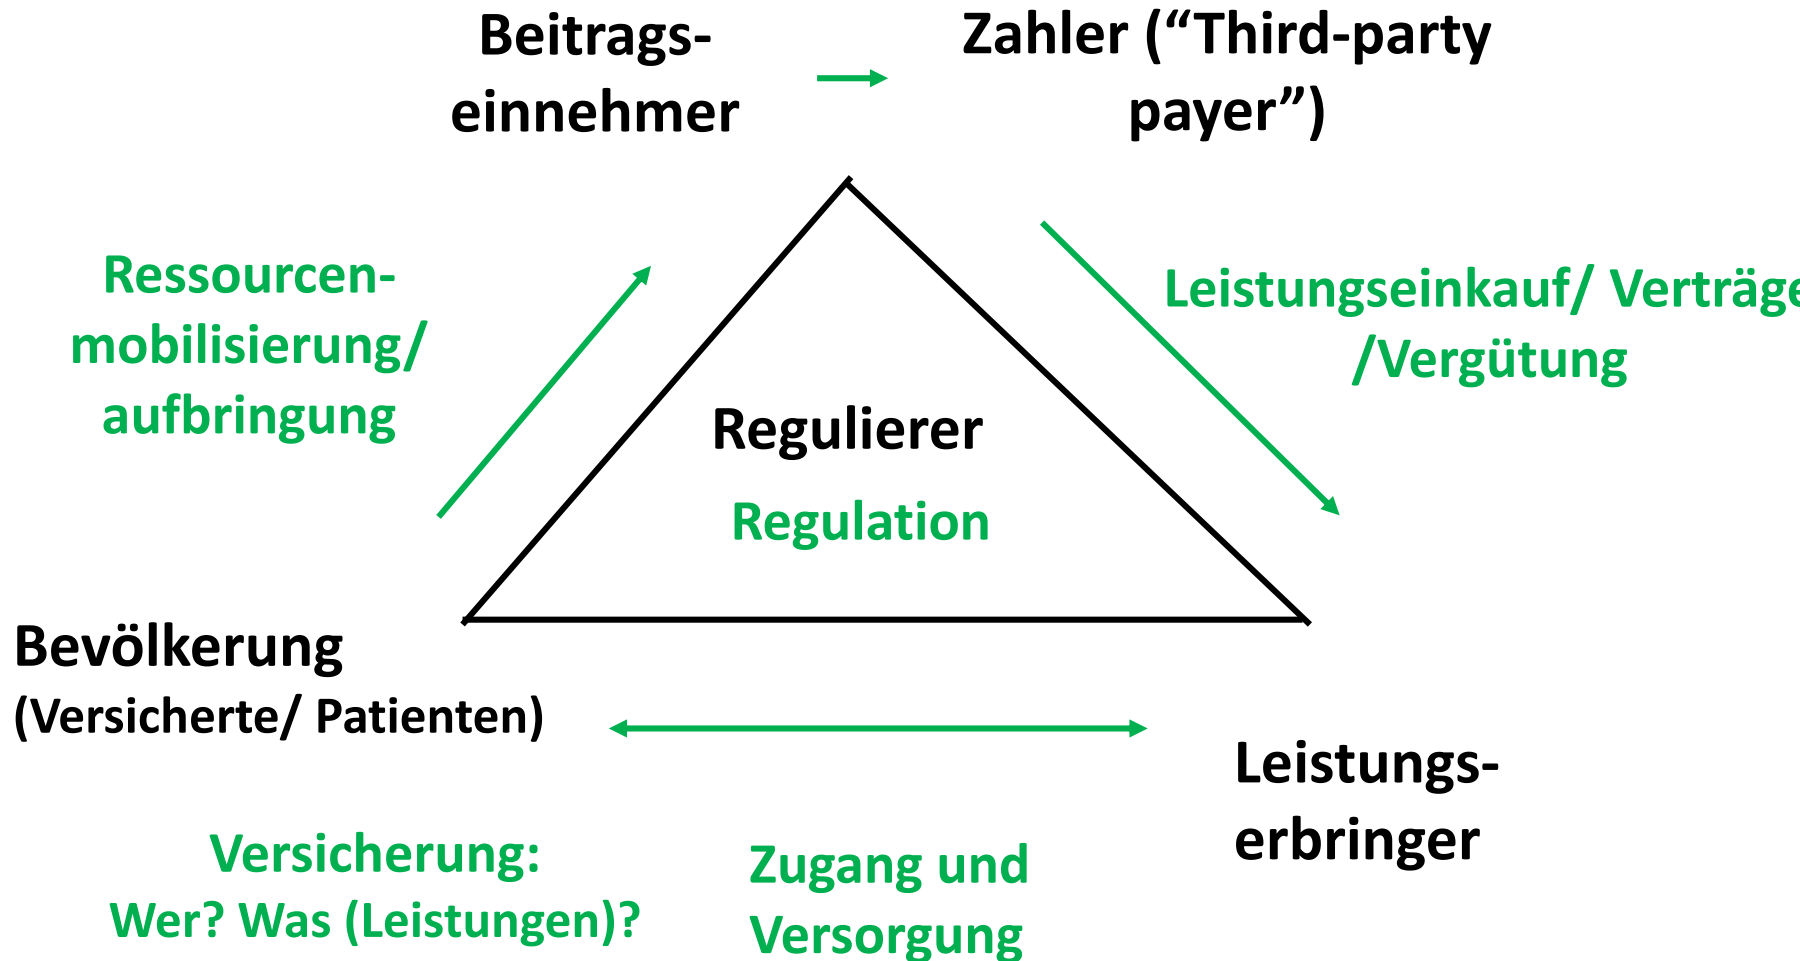 Beitrags-
einnehmer
Zahler (“Third-party
payer”)
Ressourcen-
mobilisierung/
aufbringung
Leistungseinkauf/ Verträge
/Vergütung
Regulierer
Regulation
Bevölkerung
(Versicherte/ Patienten)
Leistungs-
erbringer
Versicherung:
Wer? Was (Leistungen)?
Zugang und
Versorgung